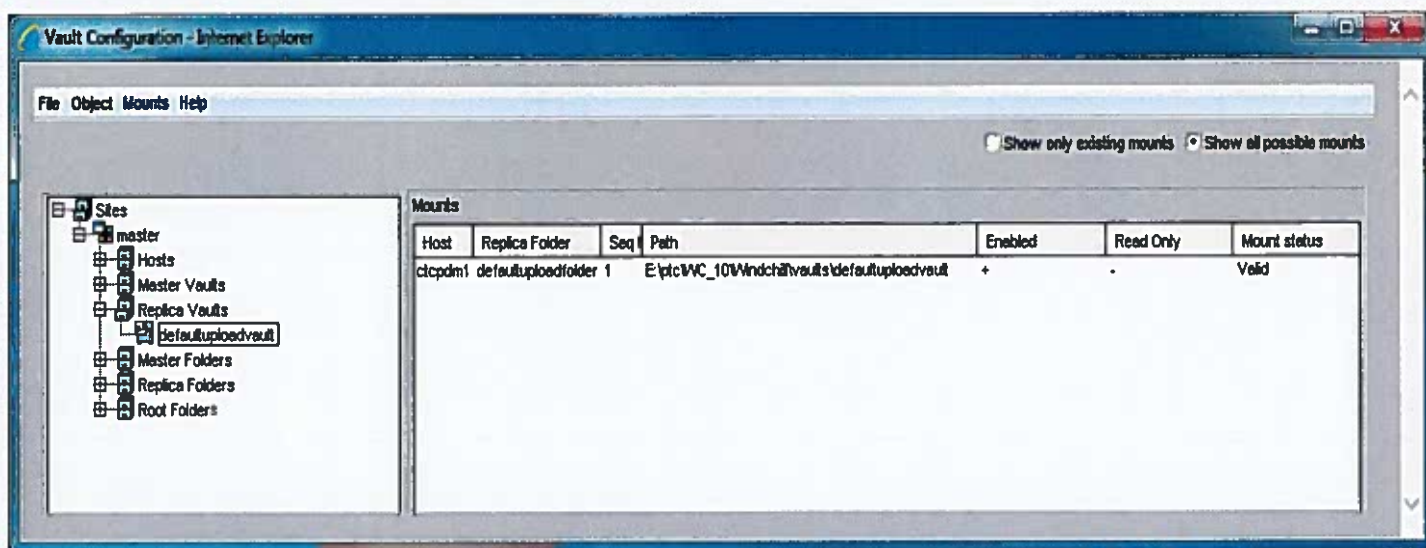 Vault Configuration - Internet Explorer
File Object Mounts Help
Show only existing mounts Show all possible mounts
Sites
master
Hosts
Master Vaults
Replica Vaults
defaultuploadvault
Master Folders
Replica Folders
Root Folders
Mounts
Host Replica Folder Seq Path Enabled Read Only Mount status
ctcpdm1 defaultuploadfolder 1 E:\ptc\WC_10\Windchill\vaults\defaultuploadvault + - Valid